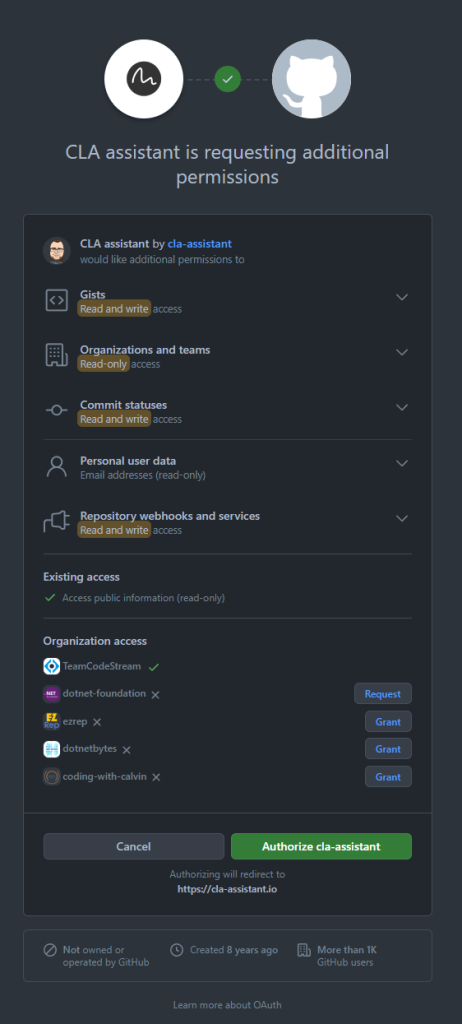 CLA assistant is requesting additional
permissions
CLA assistant by cla-assistant
would like additional permissions to
Gists
Read and write access
Organizations and teams
Read-only access
Commit statuses
Read and write access
Personal user data
Email addresses (read-only)
Repository webhooks and services
Read and write access
Existing access
Access public information (read-only)
Organization access
TeamCodeStream
.NET dotnet-foundation Request
EZ Rep ezrep Grant
dotnetbytes Grant
coding-with-calvin Grant
Cancel Authorize cla-assistant
Authorizing will redirect to
https://cla-assistant.io
Not owned or
operated by GitHub
Created 8 years ago
More than 1K
GitHub users
Learn more about OAuth